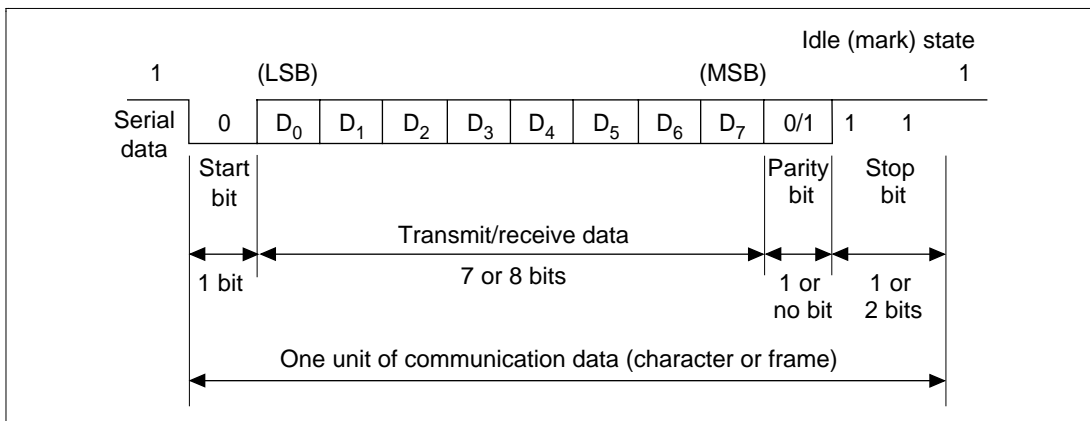 Idle (mark) state
1 (LSB) (MSB) 1
Serial data 0 D0 D1 D2 D3 D4 D5 D6 D7 0/1 1 1
Start bit Parity bit Stop bit
Transmit/receive data
1 bit 7 or 8 bits 1 or no bit 1 or 2 bits
One unit of communication data (character or frame)